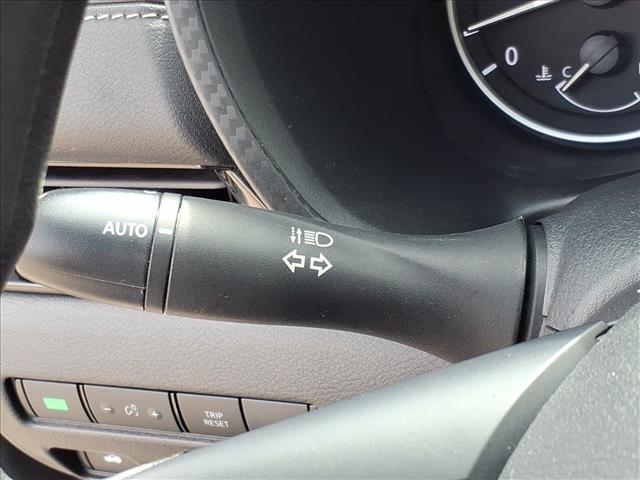 0
C
AUTO
- +
TRIP
RESET